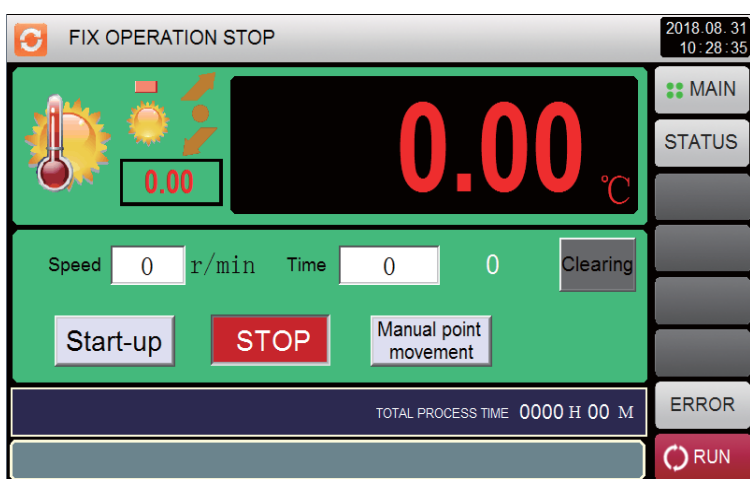 FIX OPERATION STOP
2018.08.31
10:28:35
MAIN
STATUS
0.00
0.00 ℃
Speed 0 r/min Time 0 0 Clearing
Start-up STOP Manual point
movement
TOTAL PROCESS TIME 0000 H 00 M
ERROR
RUN